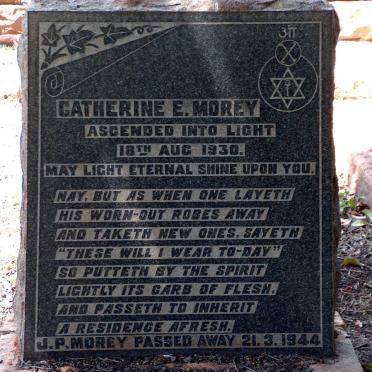 ॐ
CATHERINE E. MOREY
ASCENDED INTO LIGHT
18TH AUG 1930.
MAY LIGHT ETERNAL SHINE UPON YOU.
NAY, BUT AS WHEN ONE LAYETH
HIS WORN-OUT ROBES AWAY
AND TAKETH NEW ONES, SAYETH
"THESE WILL I WEAR TO-DAY"
SO PUTTETH BY THE SPIRIT
LIGHTLY ITS GARB OF FLESH,
AND PASSETH TO INHERIT
A RESIDENCE AFRESH.
J.P. MOREY PASSED AWAY 21.3.1944